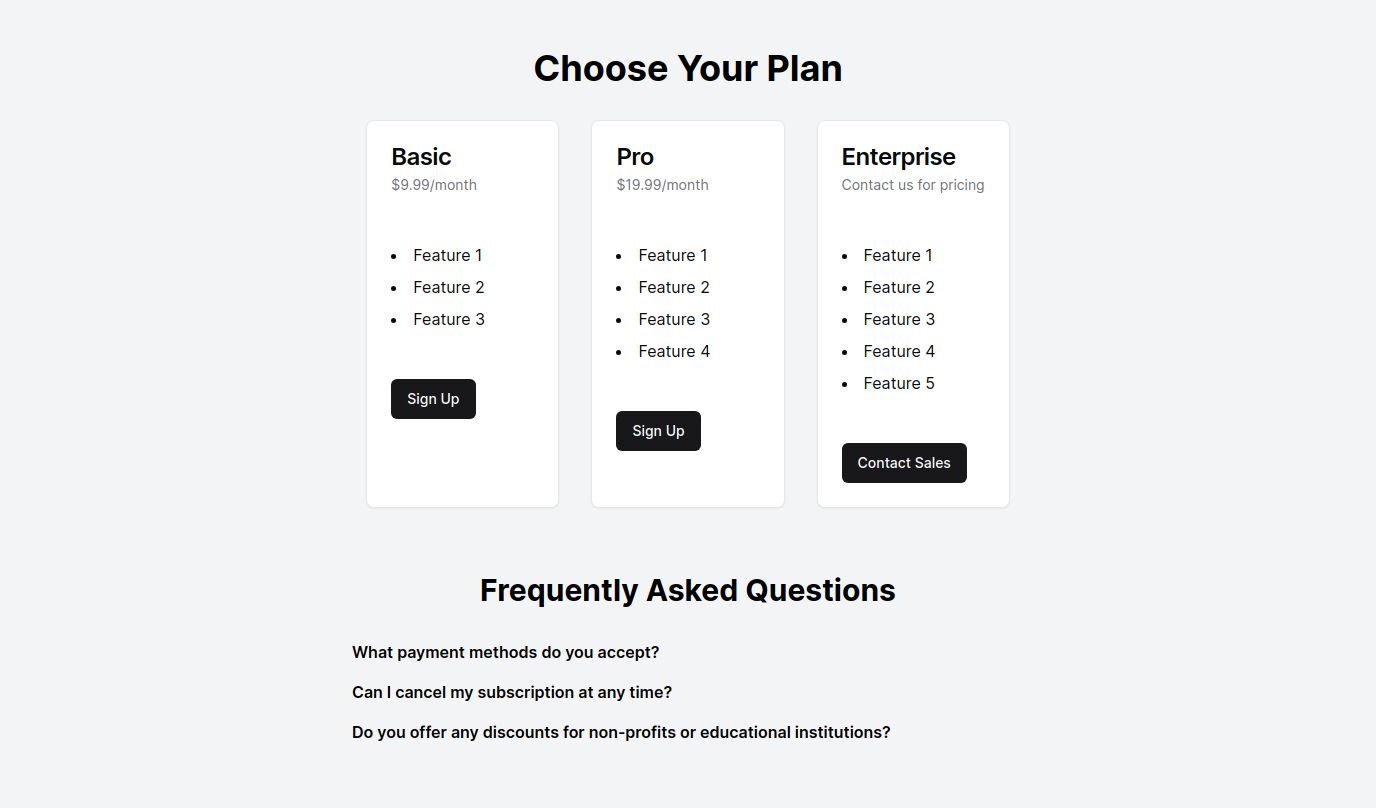 Choose Your Plan
Basic
$9.99/month
Feature 1
Feature 2
Feature 3
Sign Up
Pro
$19.99/month
Feature 1
Feature 2
Feature 3
Feature 4
Sign Up
Enterprise
Contact us for pricing
Feature 1
Feature 2
Feature 3
Feature 4
Feature 5
Contact Sales
Frequently Asked Questions
What payment methods do you accept?
Can I cancel my subscription at any time?
Do you offer any discounts for non-profits or educational institutions?